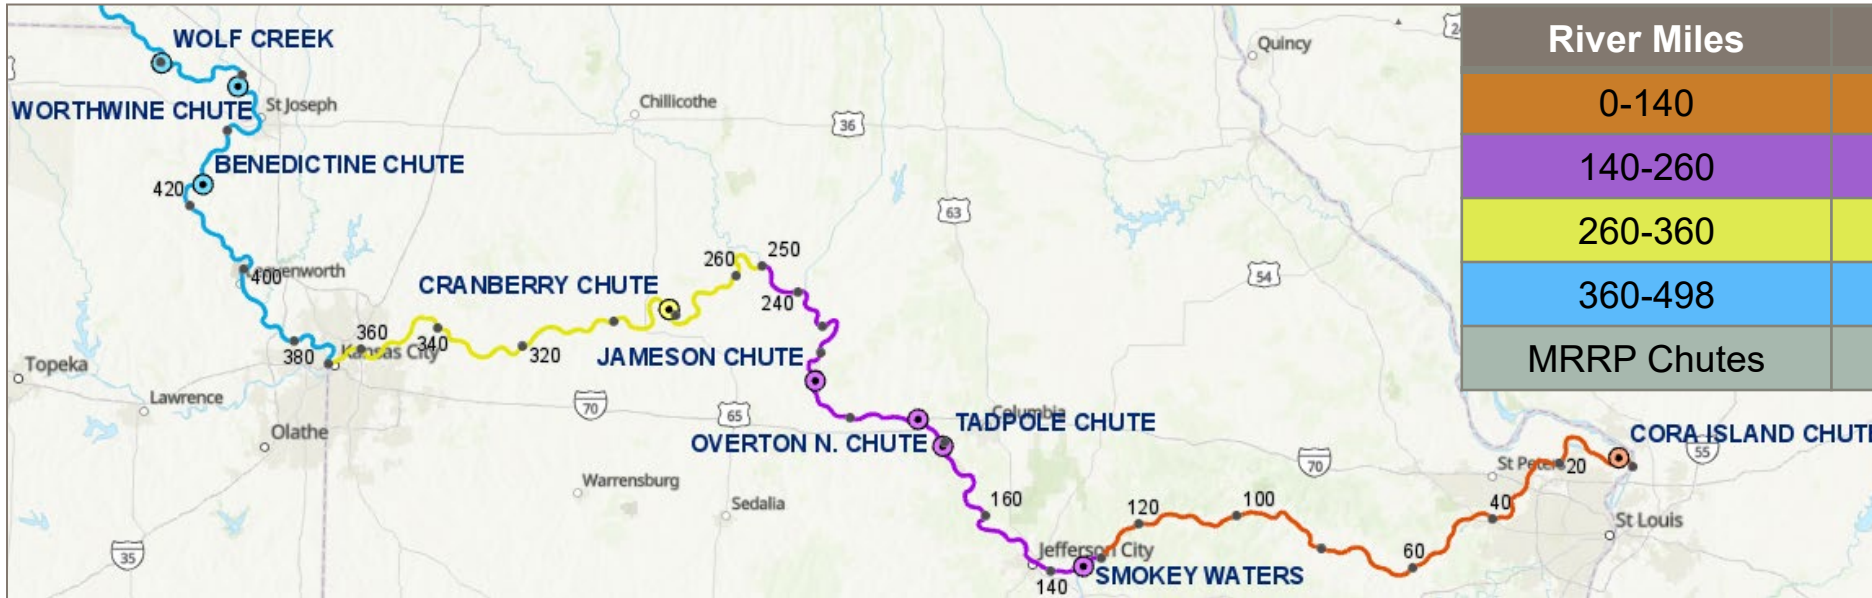 WOLF CREEK
Quincy
River Miles
WORTHWINE CHUTE
St Joseph
Chillicothe
36
0-140
BENEDICTINE CHUTE
140-260
420
63
260-360
400
CRANBERRY CHUTE
260
250
54
360-498
240
360
340
Kansas City
320
380
JAMESON CHUTE
MRRP Chutes
Topeka
Lawrence
70
65
Columbia
TADPOLE CHUTE
Olathe
OVERTON N. CHUTE
CORA ISLAND CHUTE
55
70
St Peters
20
Warrensburg
Sedalia
160
120
100
40
St Louis
35
Jefferson City
60
SMOKEY WATERS
140